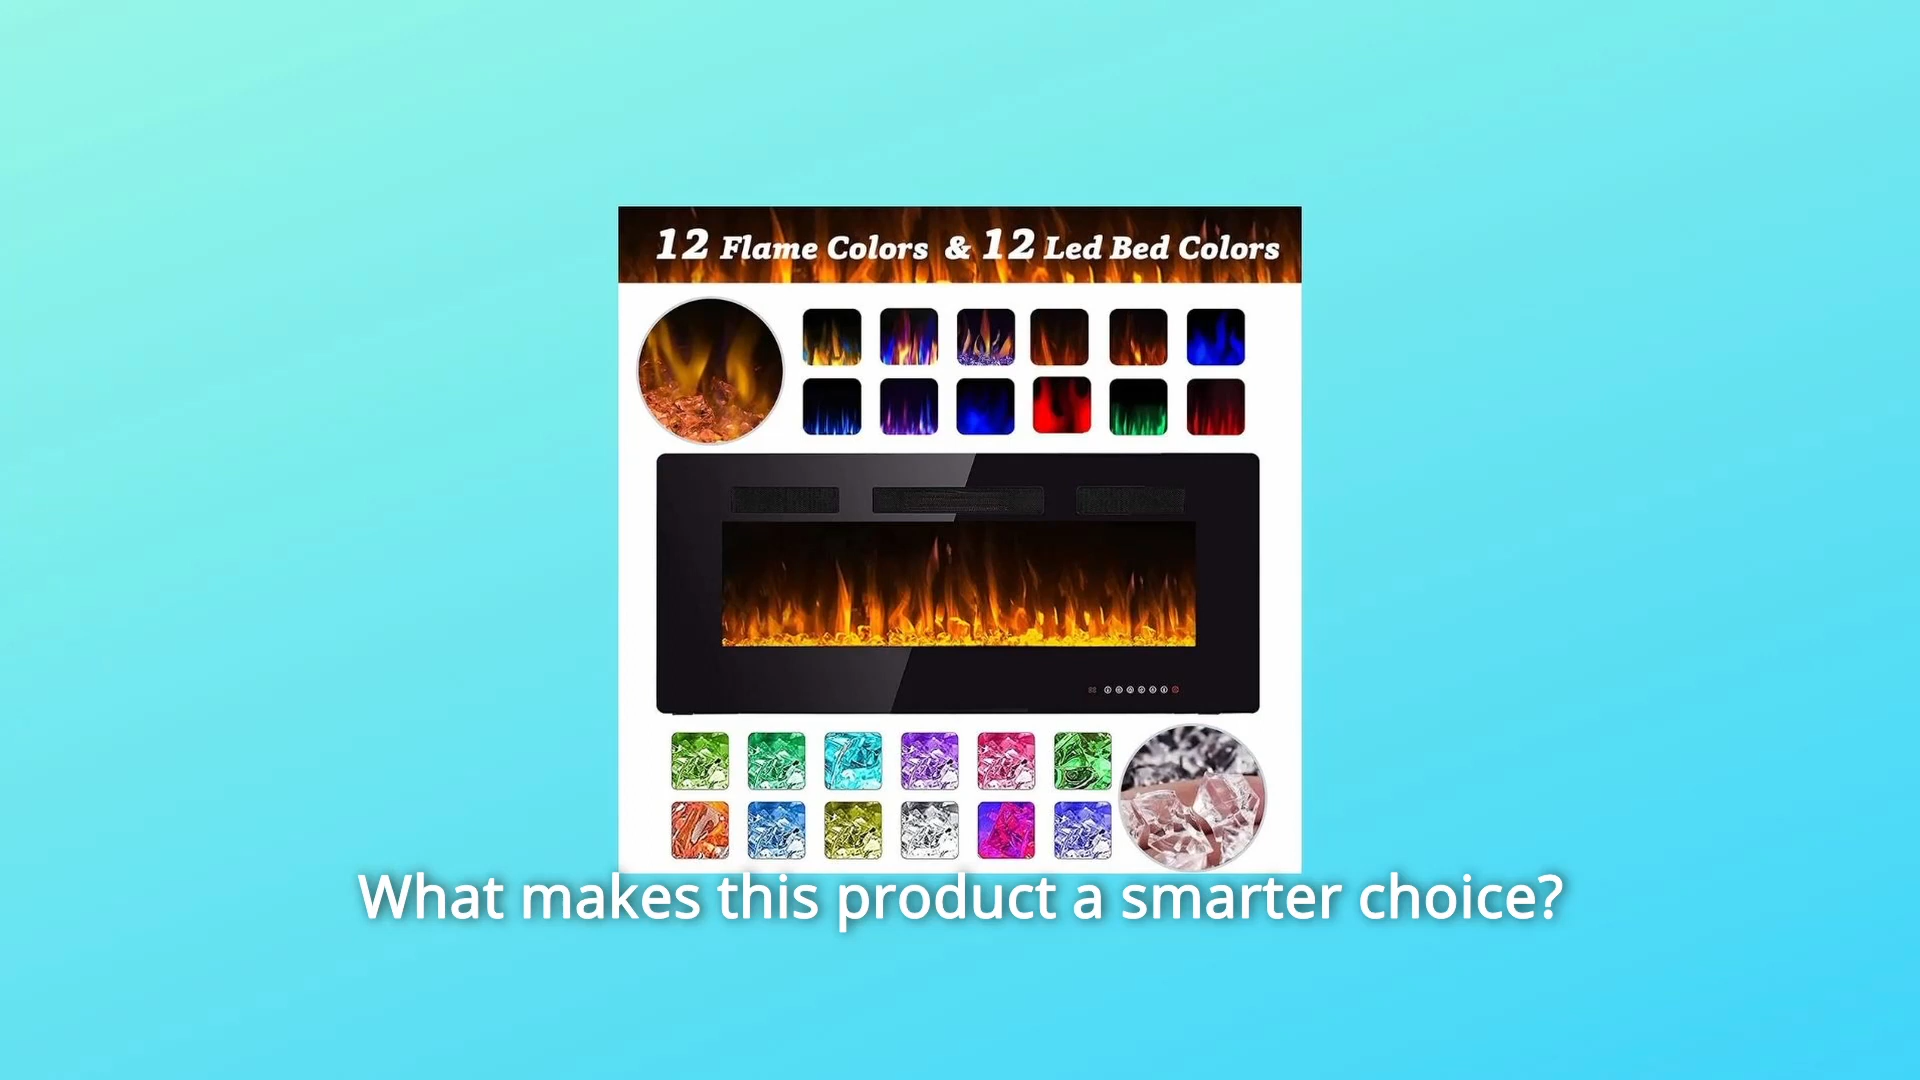 12 Flame Colors & 12 Led Bed Colors
What makes this product a smarter choice?